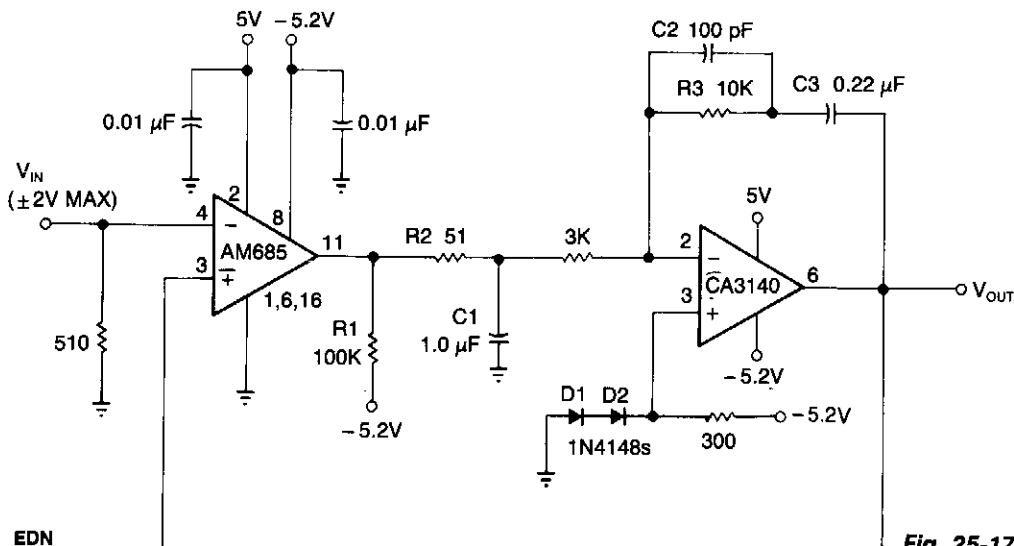 5V
−5.2V
C2 100 pF
R3 10K
C3 0.22 µF
0.01 µF
0.01 µF
V_IN
(±2V MAX)
2
8
4
−
AM685
11
3
+
1,6,16
R2 51
3K
5V
2
−
CA3140
6
3
+
V_OUT
510
R1
100K
C1
1.0 µF
−5.2V
−5.2V
D1 D2
−5.2V
1N4148s
300
EDN
Fig. 25-17